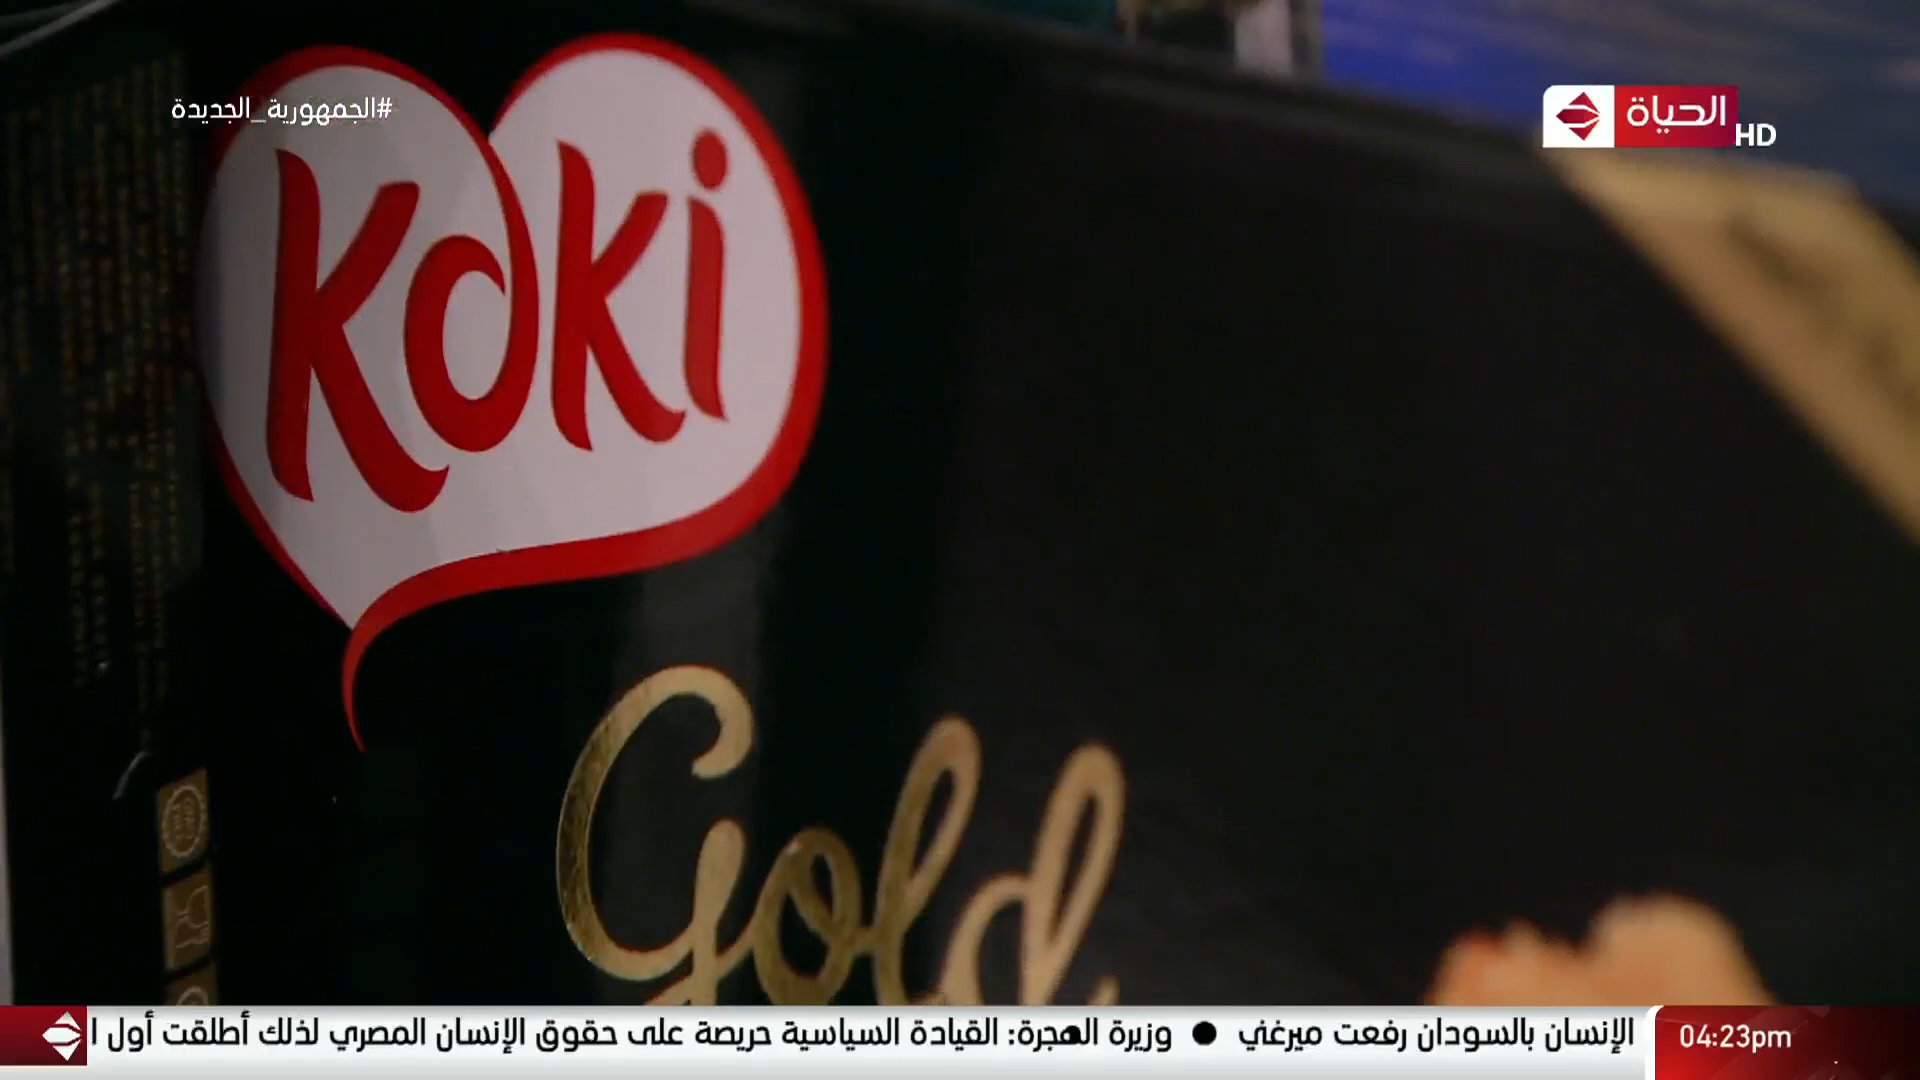 #الجمهورية_الجديدة
الحياة
HD
Koki
Gold
الإنسان بالسودان رفعت ميرغني ● وزيرة الهجرة: القيادة السياسية حريصة على حقوق الإنسان المصري لذلك أطلقت أول ا
04:23pm